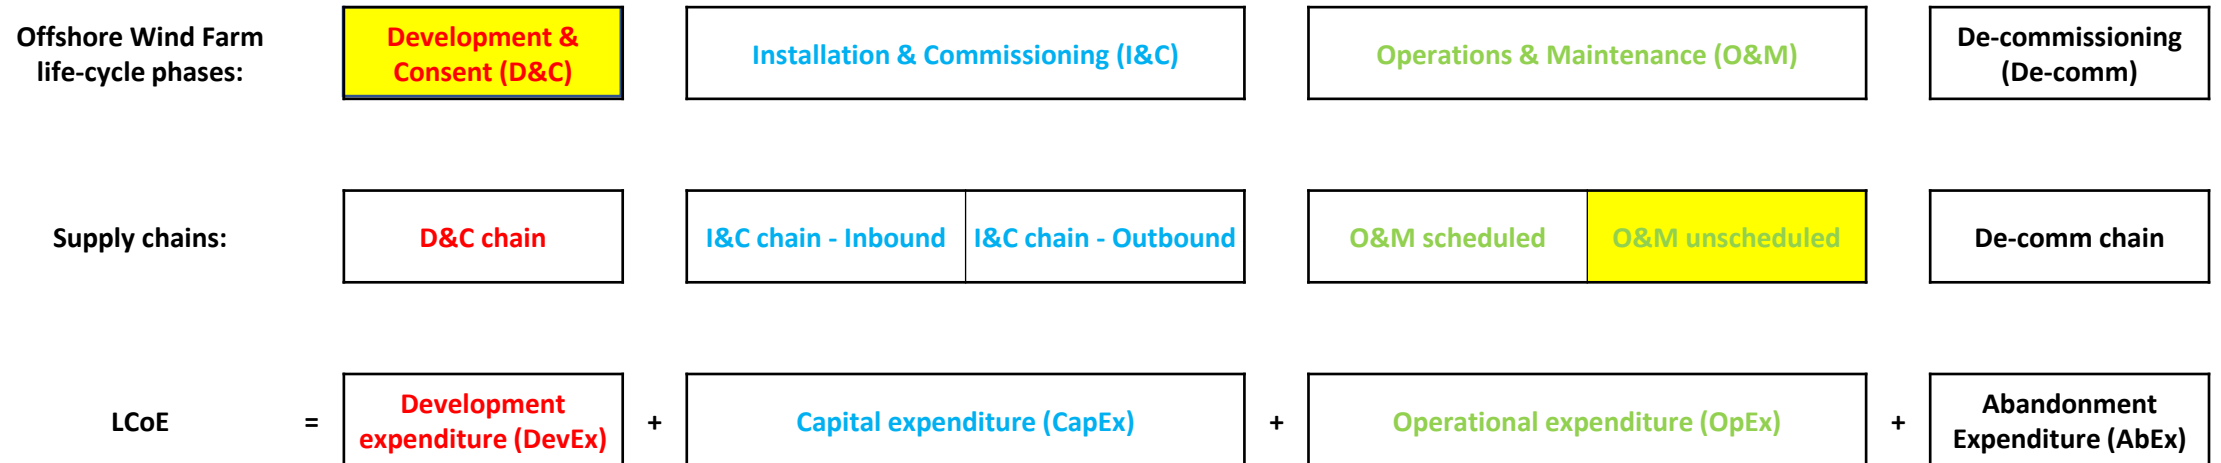 Offshore Wind Farm
life-cycle phases:
Development &
Consent (D&C)
Installation & Commissioning (I&C)
Operations & Maintenance (O&M)
De-commissioning
(De-comm)
Supply chains:
D&C chain
I&C chain - Inbound
I&C chain - Outbound
O&M scheduled
O&M unscheduled
De-comm chain
LCoE
=
Development
expenditure (DevEx)
+
Capital expenditure (CapEx)
+
Operational expenditure (OpEx)
+
Abandonment
Expenditure (AbEx)